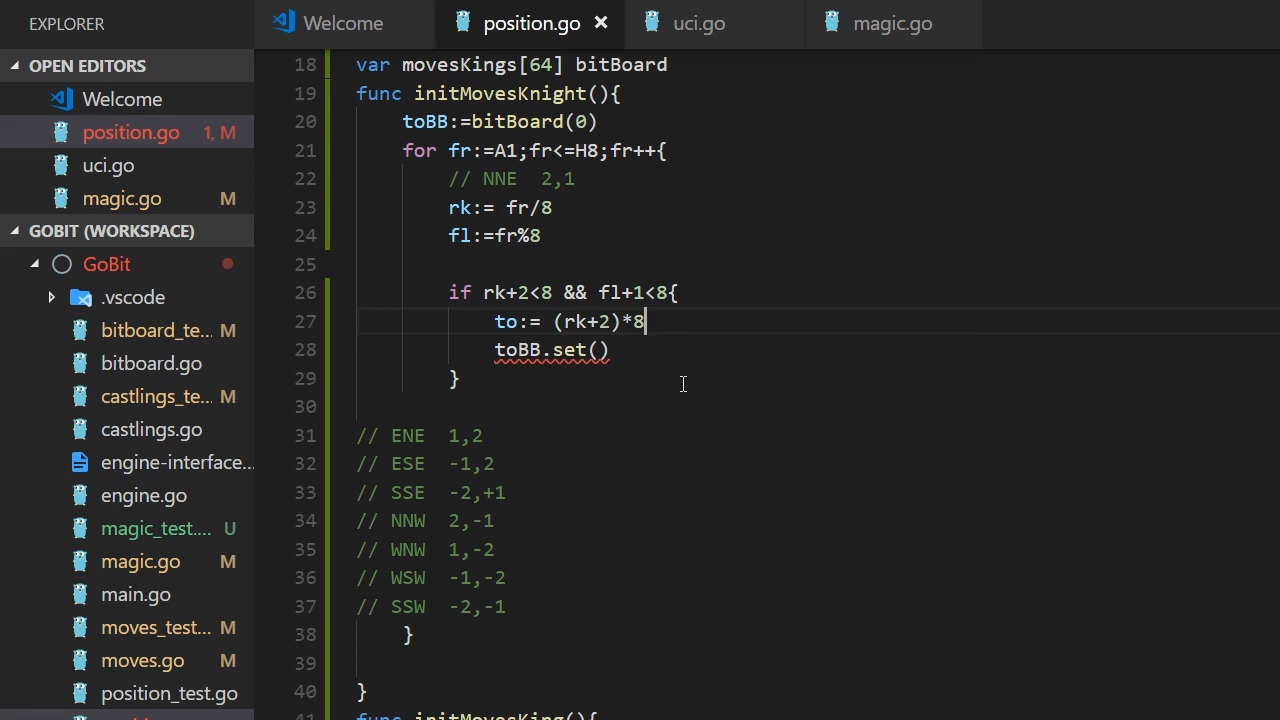 EXPLORER
OPEN EDITORS
Welcome
position.go 1, M
uci.go
magic.go M
GOBIT (WORKSPACE)
GoBit
.vscode
bitboard_te... M
bitboard.go
castlings_te... M
castlings.go
engine-interface...
engine.go
magic_test.... U
magic.go M
main.go
moves_test... M
moves.go M
position_test.go
Welcome position.go × uci.go magic.go
18 var movesKings[64] bitBoard
19 func initMovesKnight(){
20 toBB:=bitBoard(0)
21 for fr:=A1;fr<=H8;fr++{
22 // NNE  2,1
23 rk:= fr/8
24 fl:=fr%8
25
26 if rk+2<8 && fl+1<8{
27 to:= (rk+2)*8
28 toBB.set()
29 }
30
31 // ENE  1,2
32 // ESE  -1,2
33 // SSE  -2,+1
34 // NNW  2,-1
35 // WNW  1,-2
36 // WSW  -1,-2
37 // SSW  -2,-1
38 }
39
40 }
41 func initMovesKing(){